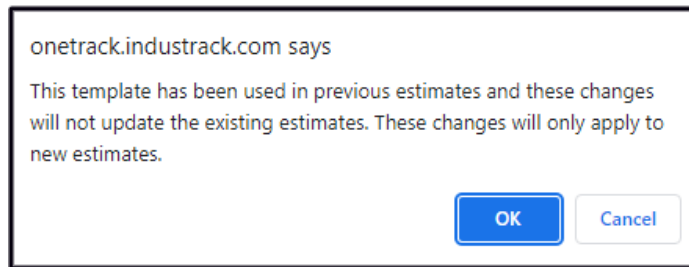 onetrack.industrack.com says
This template has been used in previous estimates and these changes
will not update the existing estimates. These changes will only apply to
new estimates.
OK Cancel